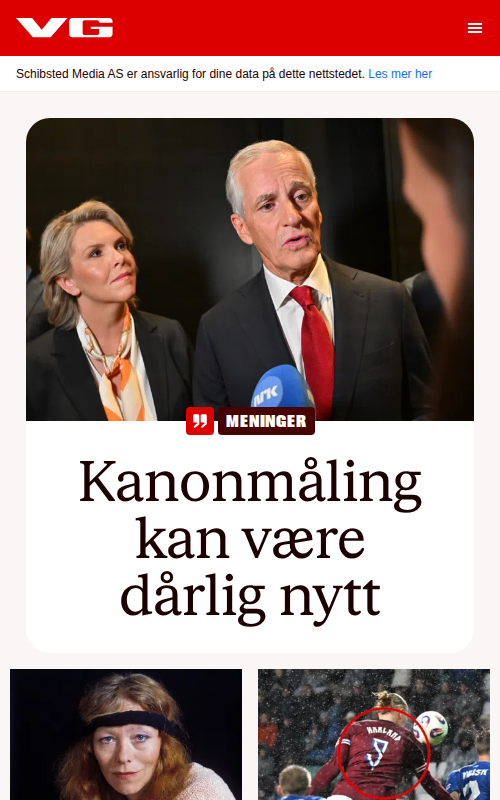 VG
Schibsted Media AS er ansvarlig for dine data på dette nettstedet. Les mer her
NRK
MENINGER
Kanonmåling
kan være
dårlig nytt
HAALAND
9